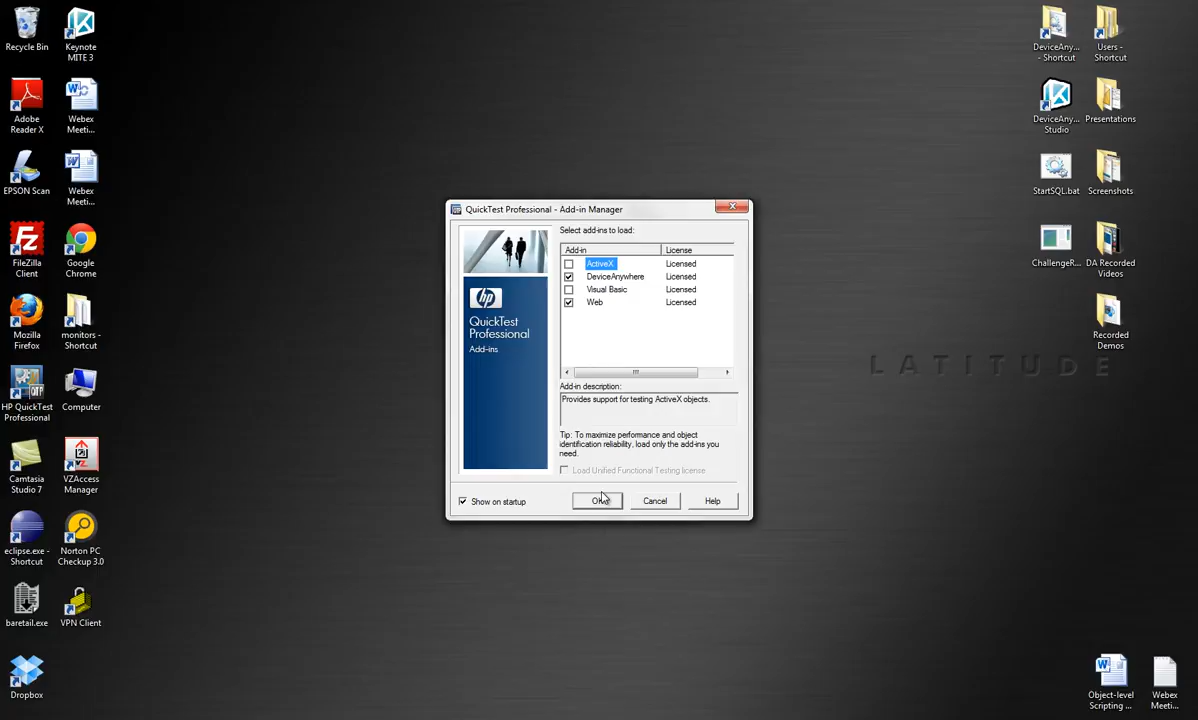 Recycle Bin
Keynote
MITE 3
DeviceAny...
- Shortcut
Users -
Shortcut
Adobe
Reader X
Webex
Meeti...
DeviceAny...
Studio
Presentations
EPSON Scan
Webex
Meeti...
StartSQL.bat
Screenshots
FileZilla
Client
Google
Chrome
ChallengeR...
DA Recorded
Videos
Mozilla
Firefox
monitors -
Shortcut
Recorded
Demos
HP QuickTest
Professional
Computer
Camtasia
Studio 7
VZAccess
Manager
eclipse.exe -
Shortcut
Norton PC
Checkup 3.0
baretail.exe
VPN Client
Dropbox
Object-level
Scripting ...
Webex
Meeti...
LATITUDE
QuickTest Professional - Add-in Manager
Select add-ins to load:
Add-in License
ActiveX Licensed
DeviceAnywhere Licensed
Visual Basic Licensed
Web Licensed
hp
QuickTest
Professional
Add-ins
Add-in description:
Provides support for testing ActiveX objects.
Tip: To maximize performance and object
identification reliability, load only the add-ins you
need.
Load Unified Functional Testing license
Show on startup
OK Cancel Help